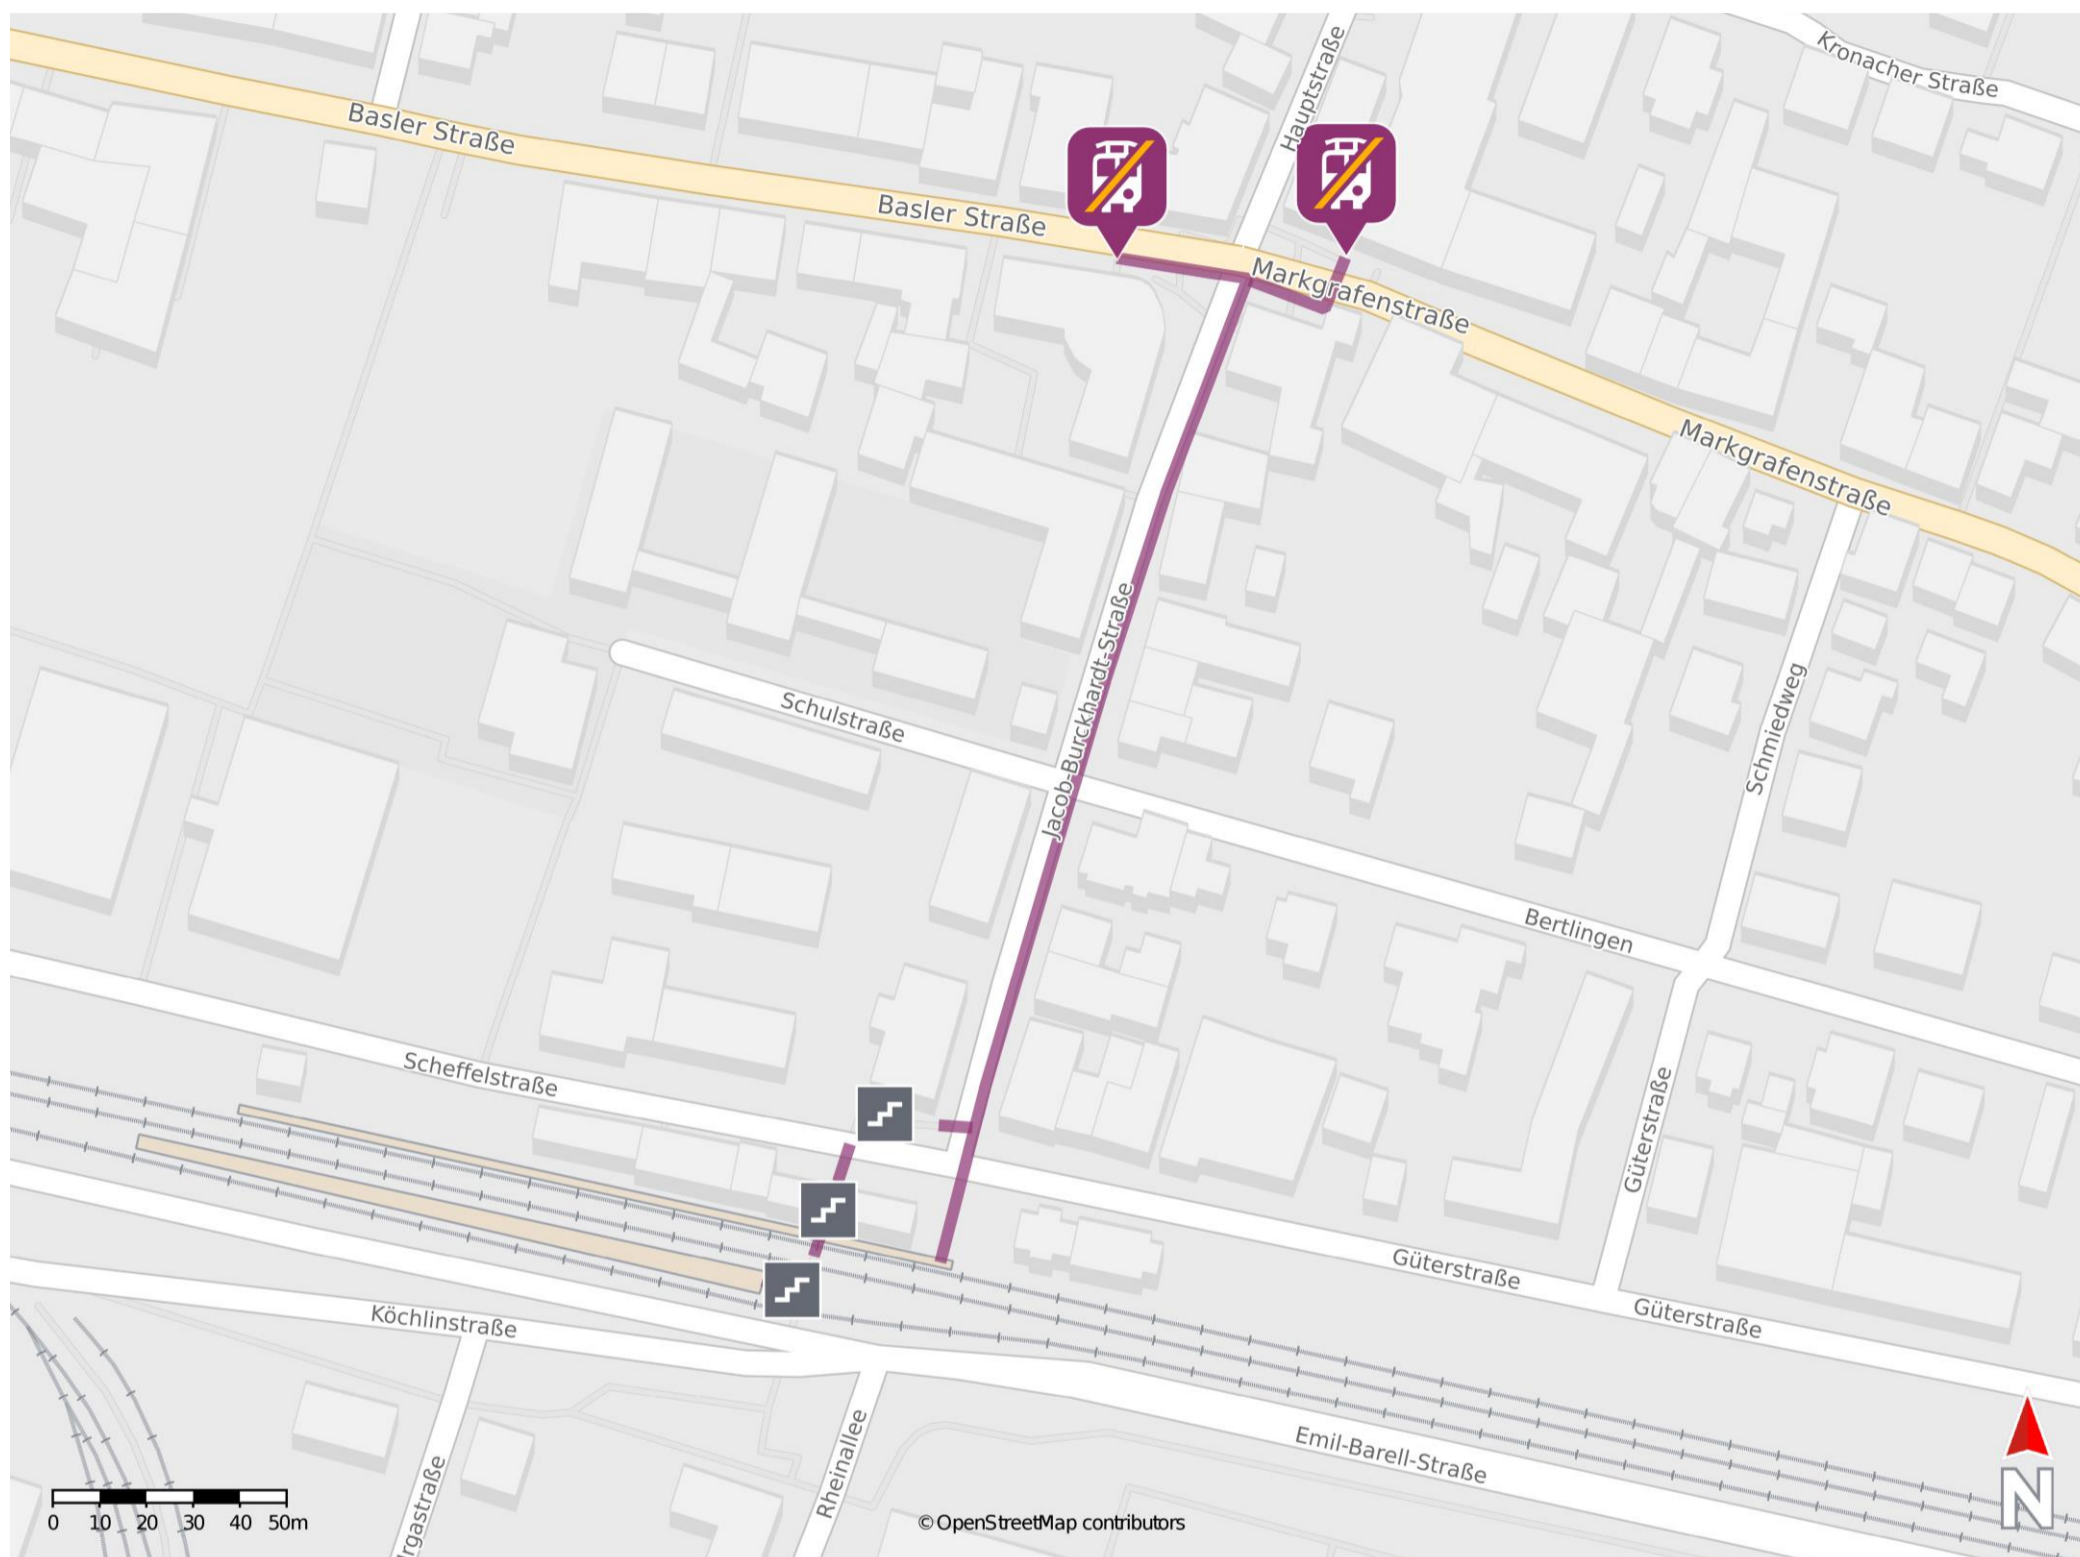 Kronacher Straße
Hauptstraße
Basler Straße
Basler Straße
Markgrafenstraße
Markgrafenstraße
Jacob-Burckhardt-Straße
Schulstraße
Schmiedweg
Bertlingen
Scheffelstraße
Güterstraße
Güterstraße
Güterstraße
Köchlinstraße
Rheinallee
Emil-Barell-Straße
N
0 10 20 30 40 50m
© OpenStreetMap contributors